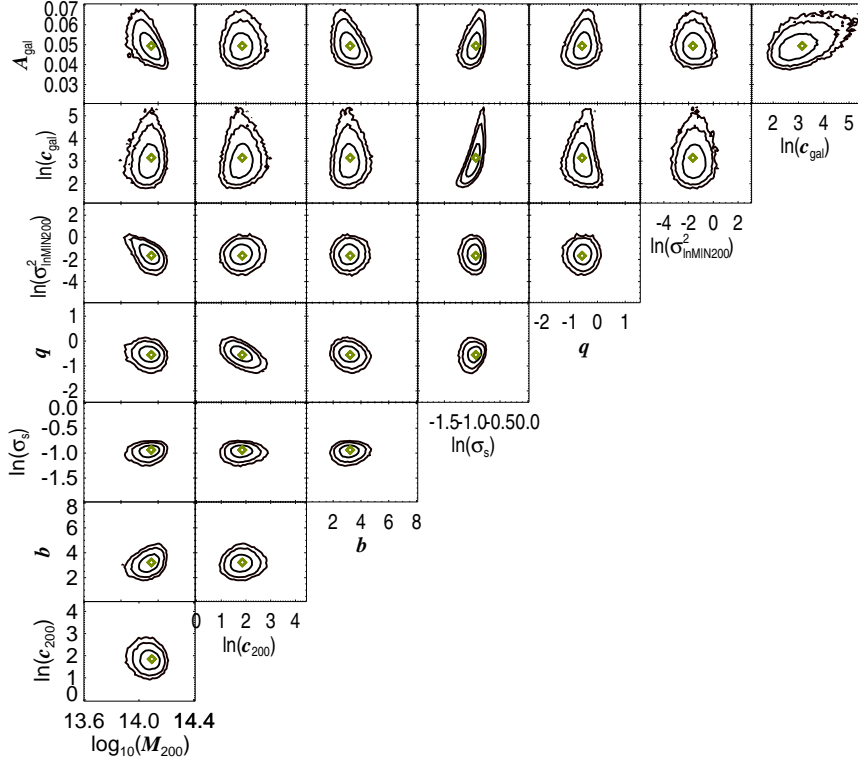 0.07
0.06
0.05
0.04
0.03
A_gal
2 3 4 5
ln(c_gal)
5
4
3
2
ln(c_gal)
-4 -2 0 2
ln(σ²_lnMIN200)
2
0
-2
-4
ln(σ²_lnMIN200)
-2 -1 0 1
q
1
0
-1
-2
q
-1.5-1.0-0.50.0
ln(σ_s)
0.0
-0.5
-1.0
-1.5
ln(σ_s)
2 4 6 8
b
8
6
4
2
b
0 1 2 3 4
ln(c_200)
4
3
2
1
0
ln(c_200)
13.6 14.0 14.4
log_10(M_200)